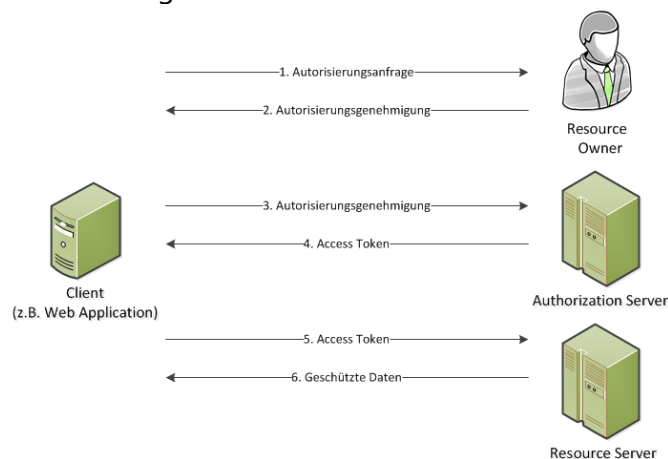 1. Autorisierungsanfrage
2. Autorisierungsgenehmigung
Resource
Owner
3. Autorisierungsgenehmigung
4. Access Token
Client
(z.B. Web Application)
Authorization Server
5. Access Token
6. Geschützte Daten
Resource Server